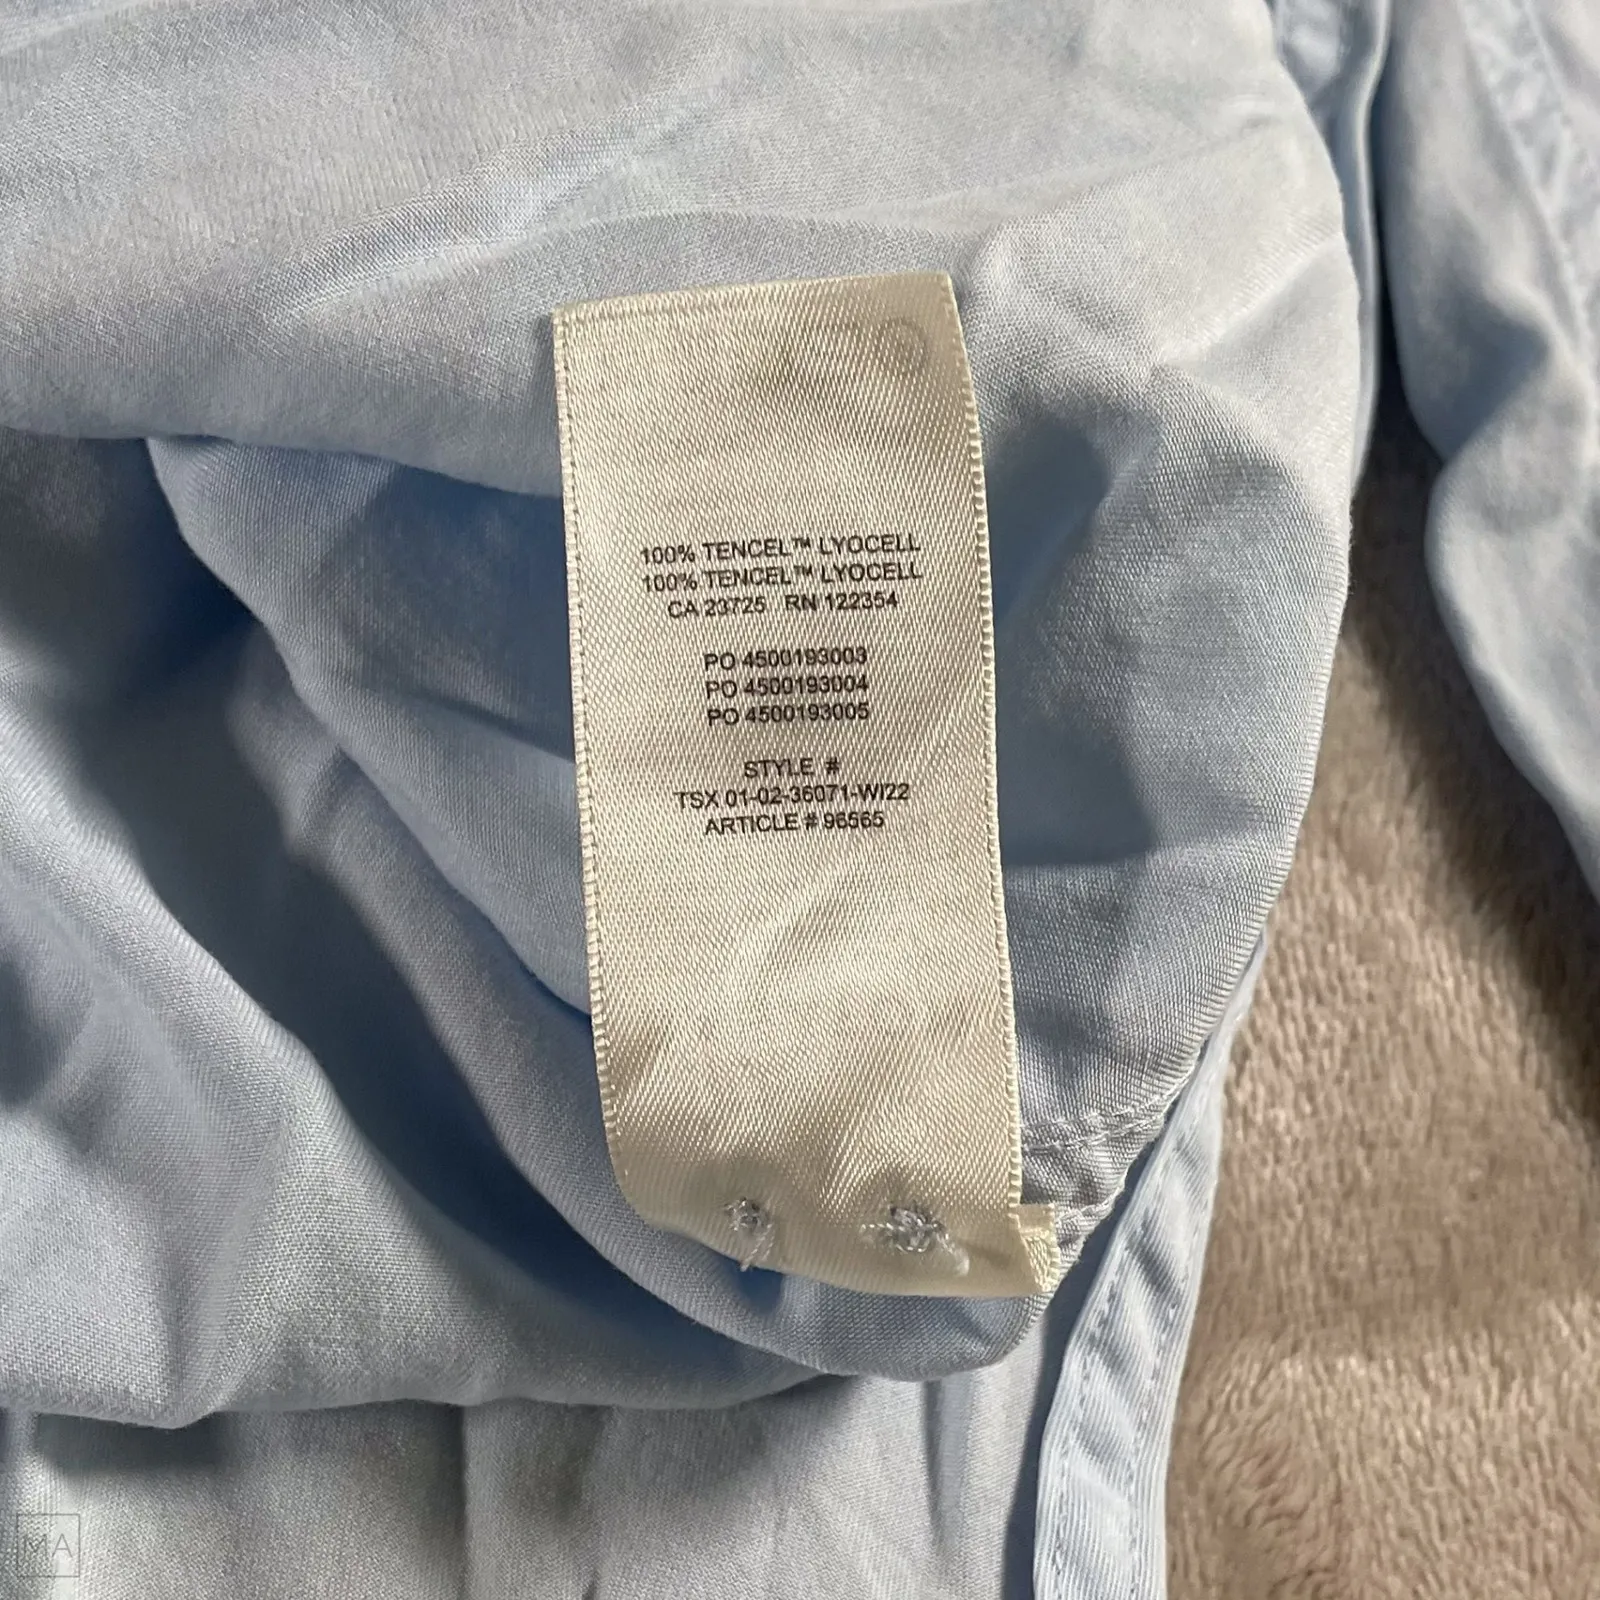 100% TENCEL™ LYOCELL
100% TENCEL™ LYOCELL
CA 23725 RN 122354
PO 4500193003
PO 4500193004
PO 4500193005
STYLE #
TSX 01-02-36071-WI22
ARTICLE # 96565
MA